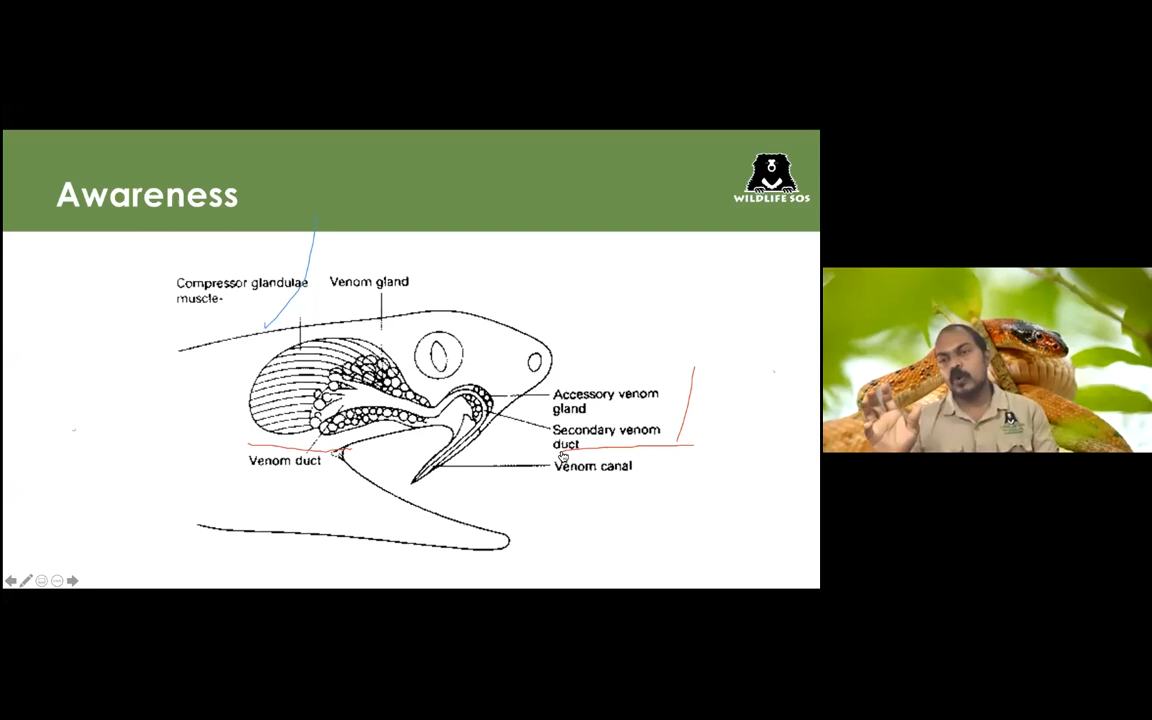 Awareness
WILDLIFE SOS
Compressor glandulae
muscle-
Venom gland
Accessory venom
gland
Secondary venom
duct
Venom duct
Venom canal